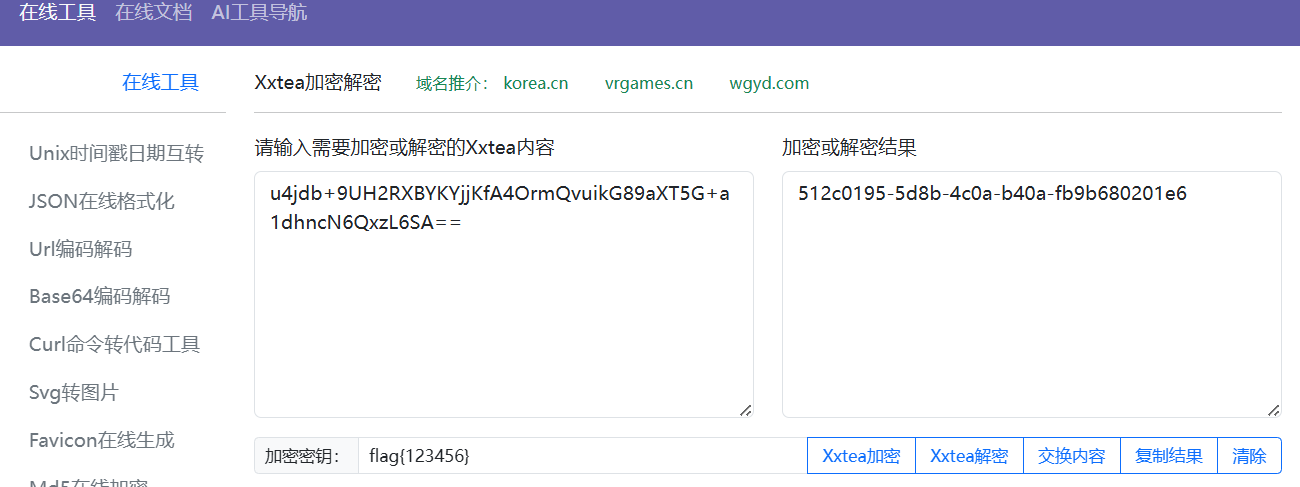 在线工具 在线文档 AI工具导航
在线工具
Xxtea加密解密 域名推介： korea.cn vrgames.cn wgyd.com
Unix时间戳日期互转
JSON在线格式化
Url编码解码
Base64编码解码
Curl命令转代码工具
Svg转图片
Favicon在线生成
Md5在线加密
请输入需要加密或解密的Xxtea内容
u4jdb+9UH2RXBYKYjjKfA4OrmQvuikG89aXT5G+a
1dhncN6QxzL6SA==
加密或解密结果
512c0195-5d8b-4c0a-b40a-fb9b680201e6
加密密钥： flag{123456} Xxtea加密 Xxtea解密 交换内容 复制结果 清除